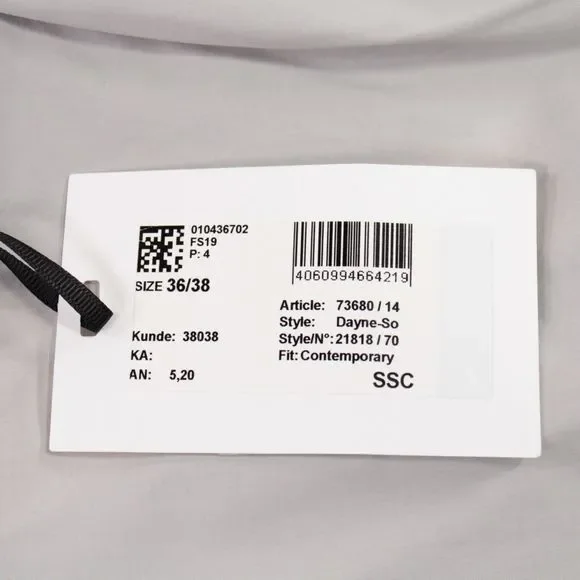 010436702
FS19
P: 4
SIZE 36/38
4060994664219
Article: 73680 / 14
Style: Dayne-So
Style/N°: 21818 / 70
Fit: Contemporary
SSC
Kunde: 38038
KA:
AN: 5,20